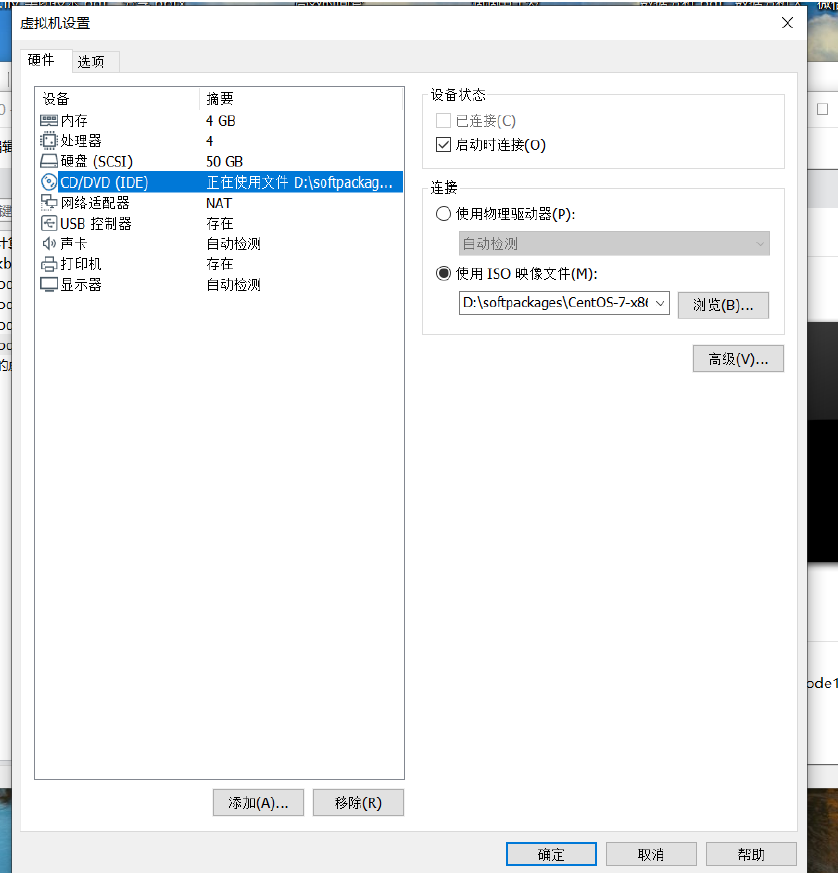 虚拟机设置
硬件 选项
设备 摘要
内存 4 GB
处理器 4
硬盘 (SCSI) 50 GB
CD/DVD (IDE) 正在使用文件 D:\softpackag...
网络适配器 NAT
USB 控制器 存在
声卡 自动检测
打印机 存在
显示器 自动检测
添加(A)... 移除(R)
设备状态
已连接(C)
启动时连接(O)
连接
使用物理驱动器(P):
自动检测
使用 ISO 映像文件(M):
D:\softpackages\CentOS-7-x86
浏览(B)...
高级(V)...
ode1
确定 取消 帮助